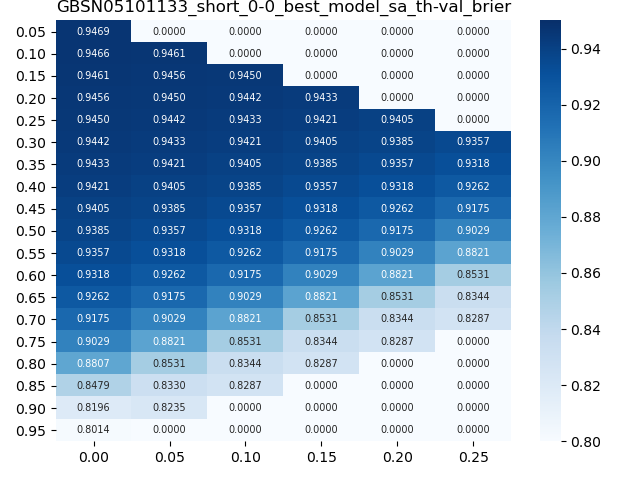 GBSN05101133_short_0-0_best_model_sa_th-val_brier
0.05 0.9469 0.0000 0.0000 0.0000 0.0000 0.0000
0.10 0.9466 0.9461 0.0000 0.0000 0.0000 0.0000
0.15 0.9461 0.9456 0.9450 0.0000 0.0000 0.0000
0.20 0.9456 0.9450 0.9442 0.9433 0.0000 0.0000
0.25 0.9450 0.9442 0.9433 0.9421 0.9405 0.0000
0.30 0.9442 0.9433 0.9421 0.9405 0.9385 0.9357
0.35 0.9433 0.9421 0.9405 0.9385 0.9357 0.9318
0.40 0.9421 0.9405 0.9385 0.9357 0.9318 0.9262
0.45 0.9405 0.9385 0.9357 0.9318 0.9262 0.9175
0.50 0.9385 0.9357 0.9318 0.9262 0.9175 0.9029
0.55 0.9357 0.9318 0.9262 0.9175 0.9029 0.8821
0.60 0.9318 0.9262 0.9175 0.9029 0.8821 0.8531
0.65 0.9262 0.9175 0.9029 0.8821 0.8531 0.8344
0.70 0.9175 0.9029 0.8821 0.8531 0.8344 0.8287
0.75 0.9029 0.8821 0.8531 0.8344 0.8287 0.0000
0.80 0.8807 0.8531 0.8344 0.8287 0.0000 0.0000
0.85 0.8479 0.8330 0.8287 0.0000 0.0000 0.0000
0.90 0.8196 0.8235 0.0000 0.0000 0.0000 0.0000
0.95 0.8014 0.0000 0.0000 0.0000 0.0000 0.0000
0.00 0.05 0.10 0.15 0.20 0.25
0.94
0.92
0.90
0.88
0.86
0.84
0.82
0.80